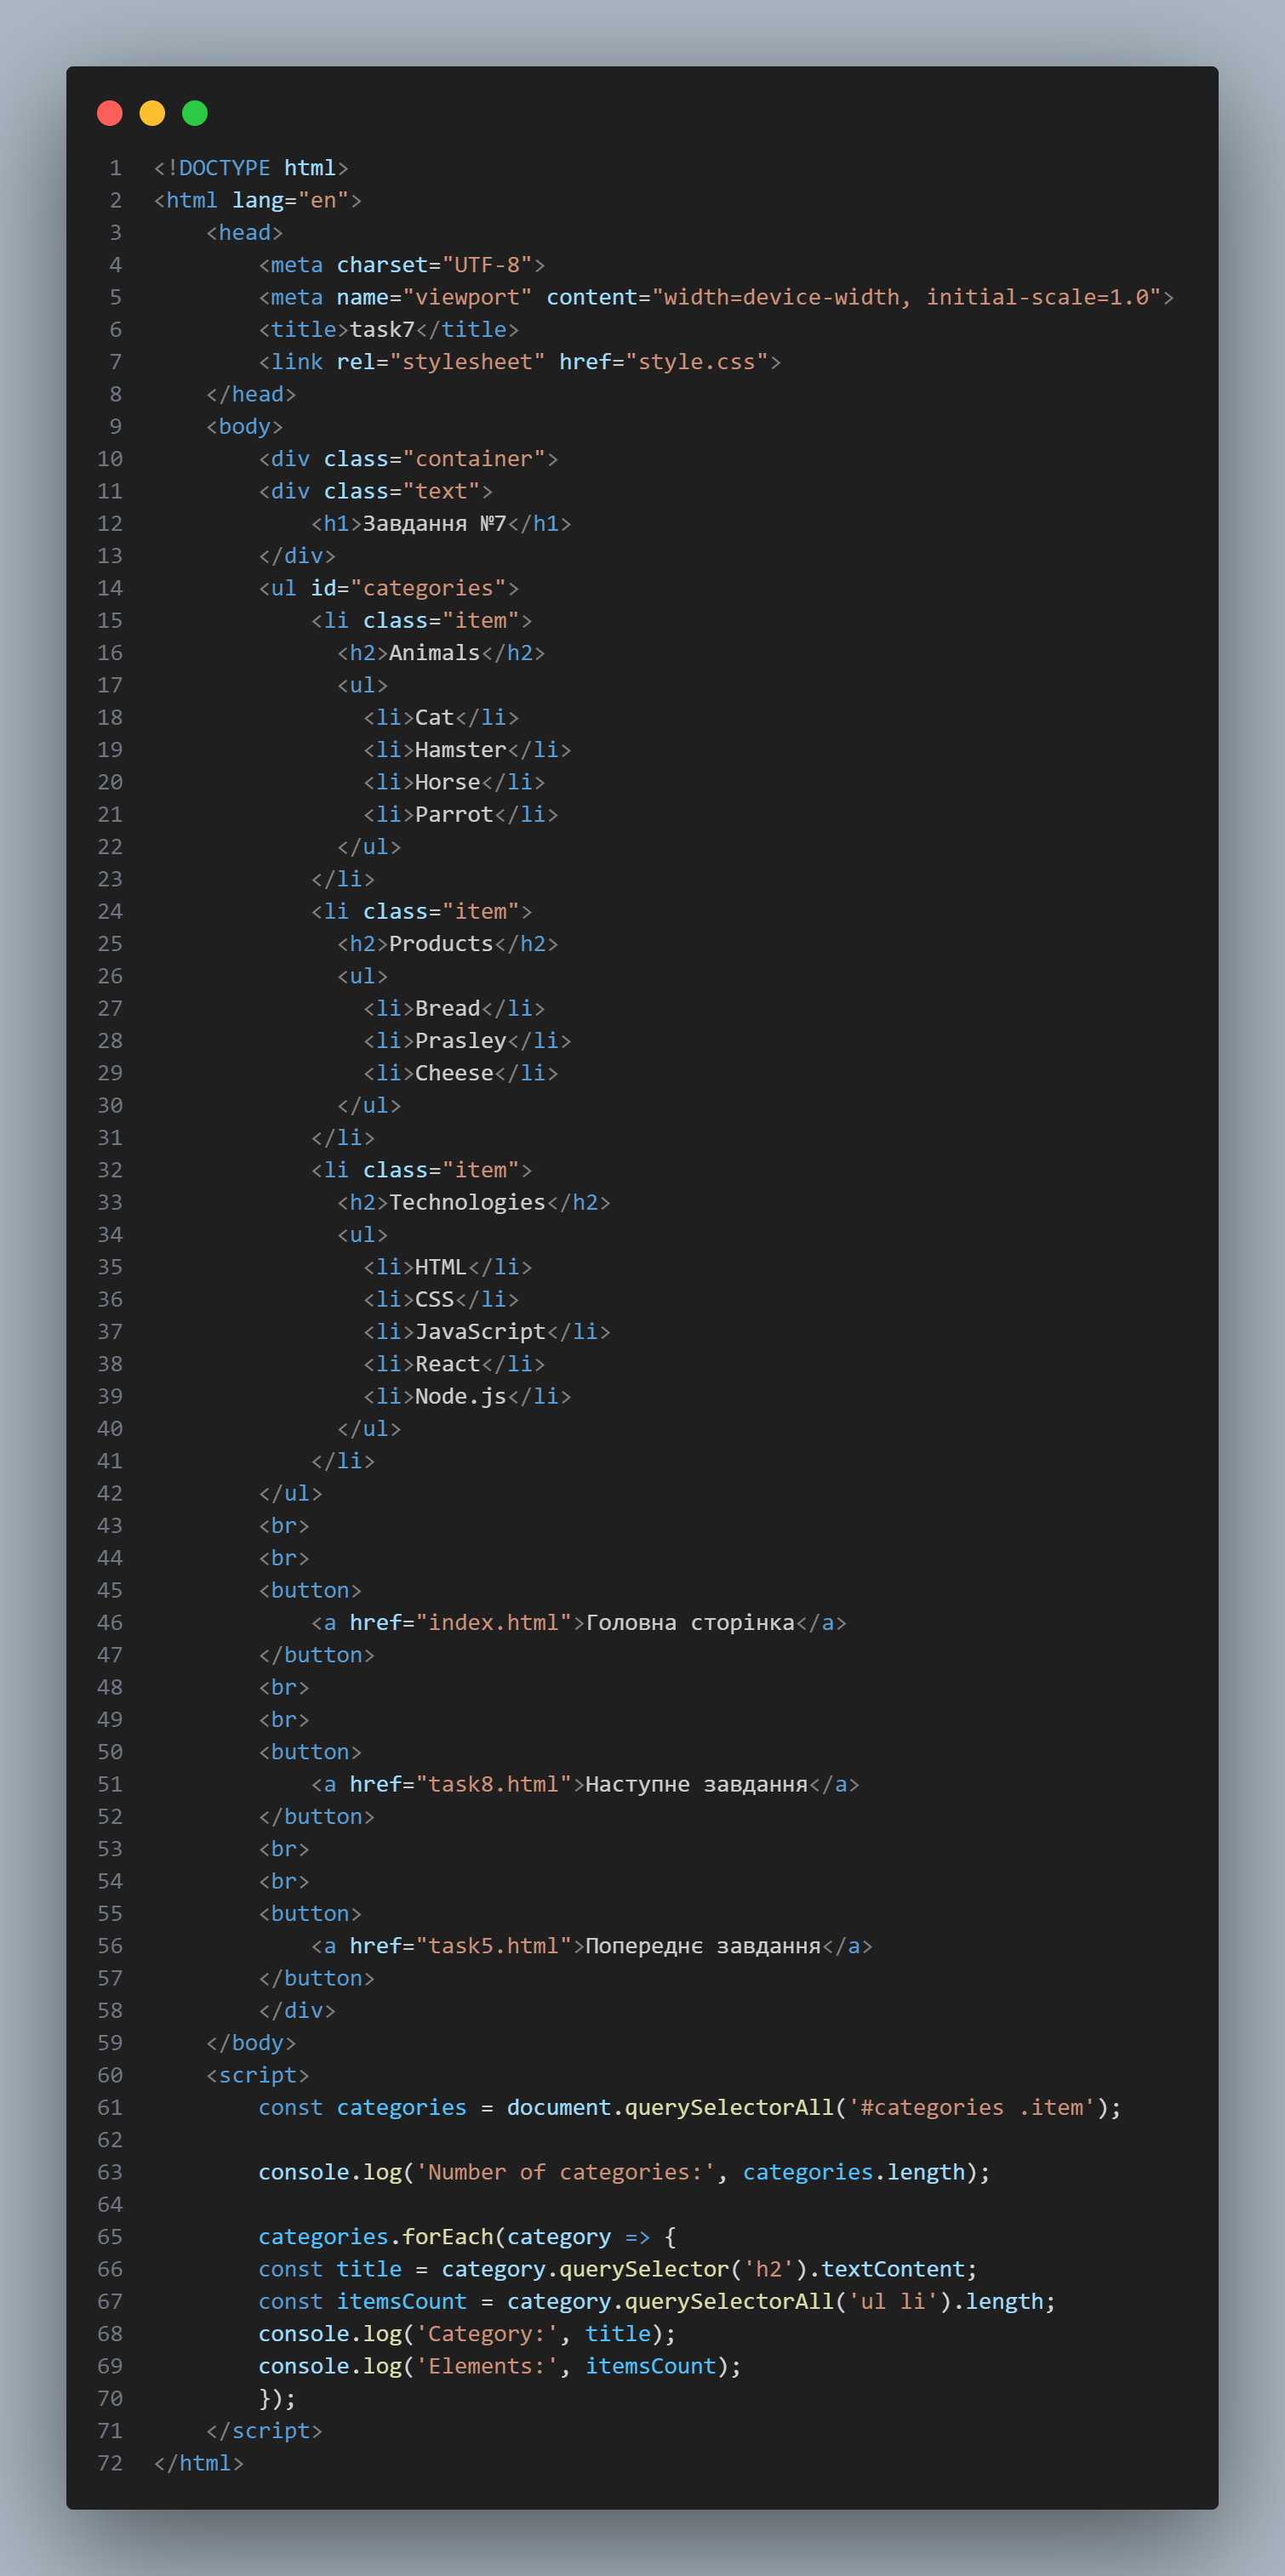 1 <!DOCTYPE html>
2 <html lang="en">
3     <head>
4         <meta charset="UTF-8">
5         <meta name="viewport" content="width=device-width, initial-scale=1.0">
6         <title>task7</title>
7         <link rel="stylesheet" href="style.css">
8     </head>
9     <body>
10         <div class="container">
11         <div class="text">
12             <h1>Завдання №7</h1>
13         </div>
14         <ul id="categories">
15             <li class="item">
16               <h2>Animals</h2>
17               <ul>
18                 <li>Cat</li>
19                 <li>Hamster</li>
20                 <li>Horse</li>
21                 <li>Parrot</li>
22               </ul>
23             </li>
24             <li class="item">
25               <h2>Products</h2>
26               <ul>
27                 <li>Bread</li>
28                 <li>Prasley</li>
29                 <li>Cheese</li>
30               </ul>
31             </li>
32             <li class="item">
33               <h2>Technologies</h2>
34               <ul>
35                 <li>HTML</li>
36                 <li>CSS</li>
37                 <li>JavaScript</li>
38                 <li>React</li>
39                 <li>Node.js</li>
40               </ul>
41             </li>
42         </ul>
43         <br>
44         <br>
45         <button>
46             <a href="index.html">Головна сторінка</a>
47         </button>
48         <br>
49         <br>
50         <button>
51             <a href="task8.html">Наступне завдання</a>
52         </button>
53         <br>
54         <br>
55         <button>
56             <a href="task5.html">Попереднє завдання</a>
57         </button>
58         </div>
59     </body>
60     <script>
61         const categories = document.querySelectorAll('#categories .item');
62
63         console.log('Number of categories:', categories.length);
64
65         categories.forEach(category => {
66         const title = category.querySelector('h2').textContent;
67         const itemsCount = category.querySelectorAll('ul li').length;
68         console.log('Category:', title);
69         console.log('Elements:', itemsCount);
70         });
71     </script>
72 </html>